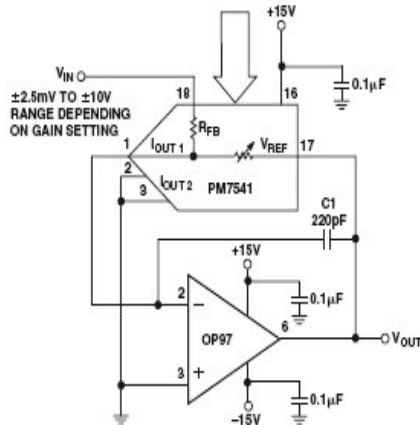 +15V
VIN
18
16
0.1µF
±2.5mV TO ±10V
RANGE DEPENDING
ON GAIN SETTING
RFB
1
IOUT 1
VREF
17
2
IOUT 2
3
PM7541
C1
220pF
+15V
2
−
0.1µF
OP97
6
VOUT
3
+
0.1µF
−15V